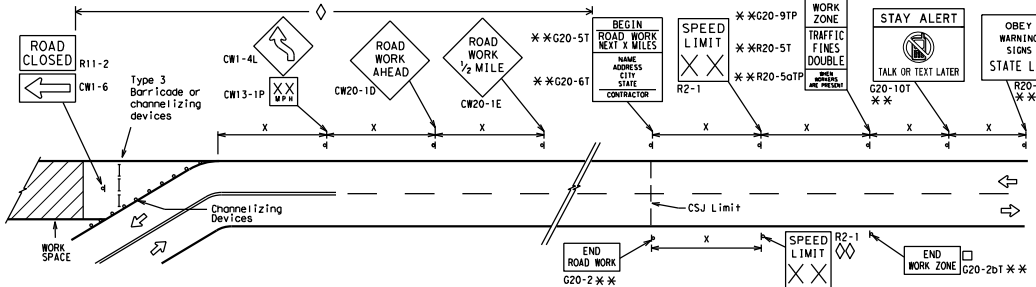 ◇
ROAD
CLOSED
R11-2
CW1-6
Type 3
Barricade or
channelizing
devices
CW1-4L
XX
MPH
CW13-1P
ROAD
WORK
AHEAD
CW20-1D
ROAD
WORK
1/2 MILE
CW20-1E
**G20-5T
BEGIN
ROAD WORK
NEXT X MILES
**G20-6T
NAME
ADDRESS
CITY
STATE
CONTRACTOR
SPEED
LIMIT
XX
R2-1
**G20-9TP
**R20-5T
**R20-5aTP
WORK
ZONE
TRAFFIC
FINES
DOUBLE
WHEN
WORKERS
ARE PRESENT
STAY ALERT
TALK OR TEXT LATER
G20-10T
**
OBEY
WARNING
SIGNS
STATE L
R20-
**
X
X
X
X
X
X
X
Channelizing
Devices
WORK
SPACE
CSJ Limit
END
ROAD WORK
G20-2 **
X
SPEED
LIMIT
XX
R2-1
◇◇
END
WORK ZONE
□
G20-2bT **